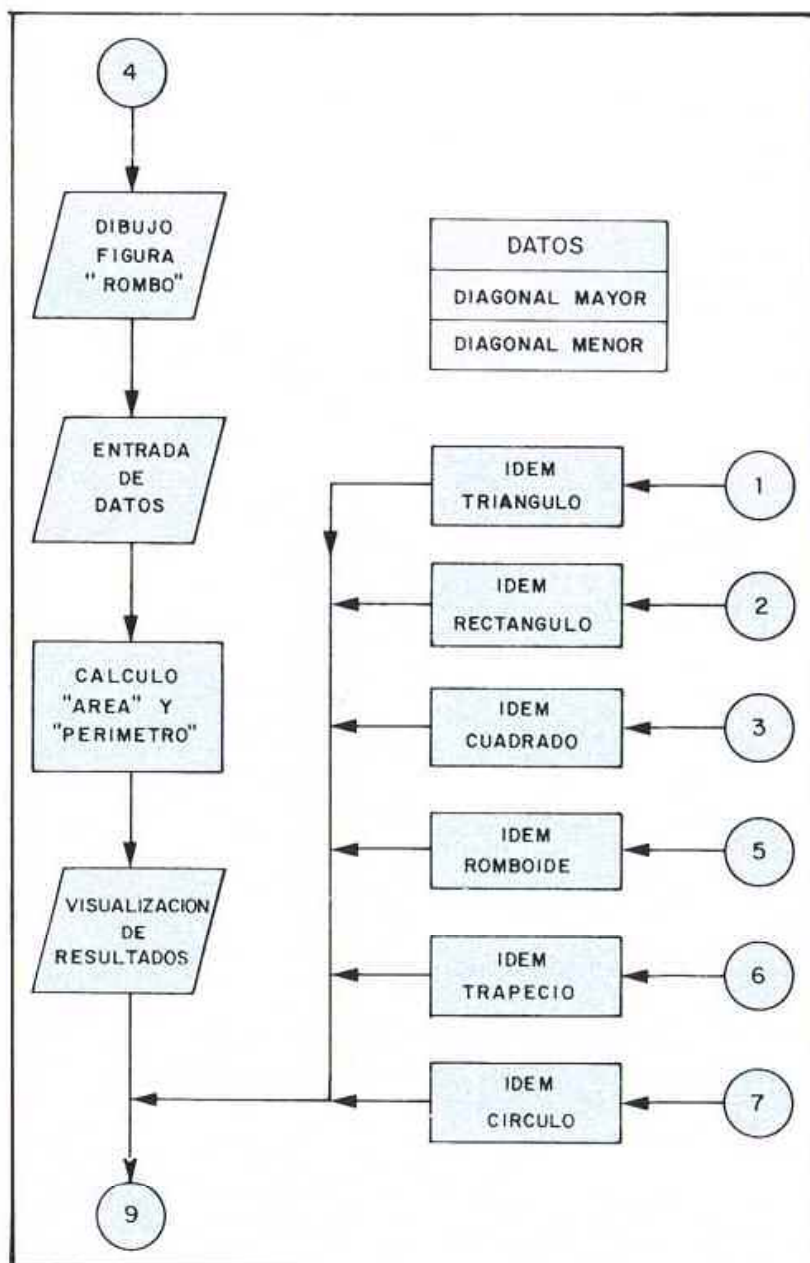 4
DIBUJO
FIGURA
"ROMBO"
ENTRADA
DE
DATOS
CALCULO
"AREA" Y
"PERIMETRO"
VISUALIZACION
DE
RESULTADOS
9
DATOS
DIAGONAL MAYOR
DIAGONAL MENOR
IDEM
TRIANGULO
1
IDEM
RECTANGULO
2
IDEM
CUADRADO
3
IDEM
ROMBOIDE
5
IDEM
TRAPECIO
6
IDEM
CIRCULO
7